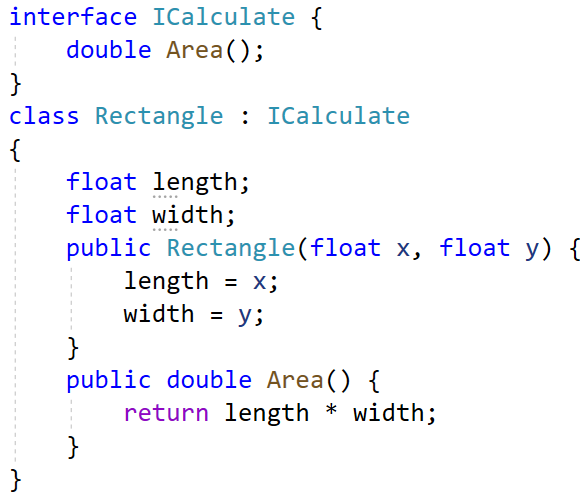 interface ICalculate {
    double Area();
}
class Rectangle : ICalculate
{
    float length;
    float width;
    public Rectangle(float x, float y) {
        length = x;
        width = y;
    }
    public double Area() {
        return length * width;
    }
}